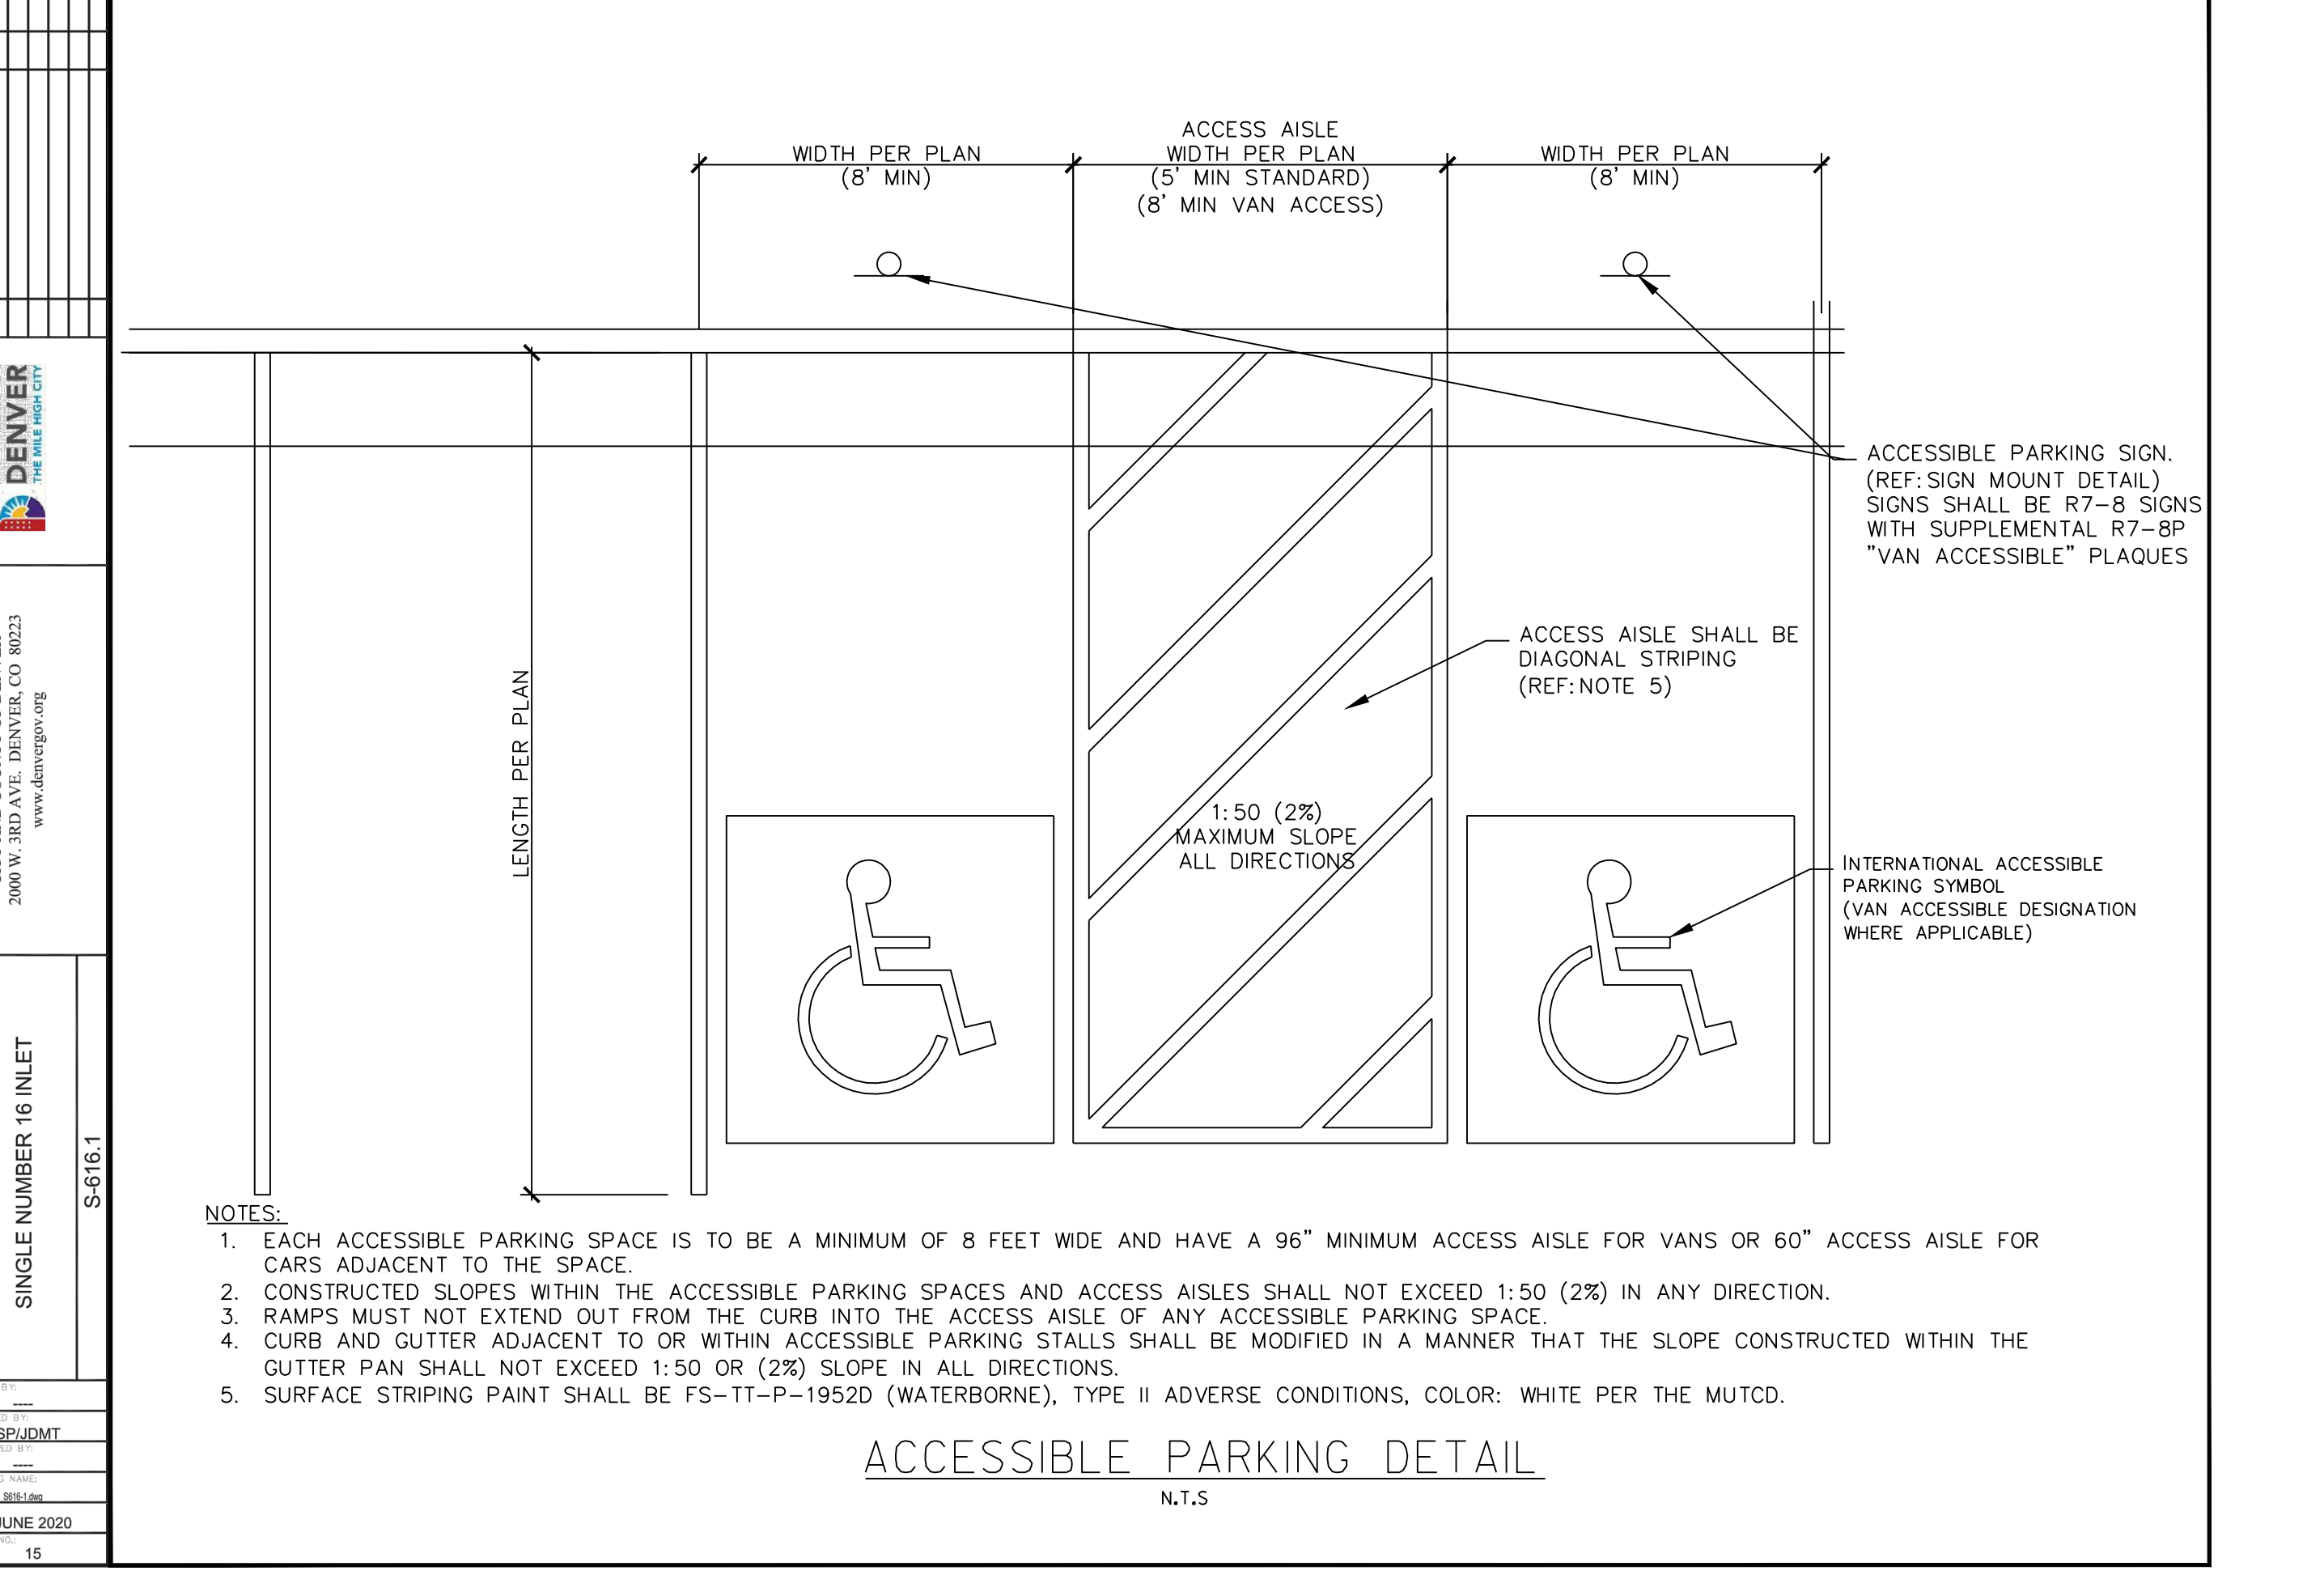 ACCESS AISLE
WIDTH PER PLAN
(8' MIN)
WIDTH PER PLAN
(5' MIN STANDARD)
(8' MIN VAN ACCESS)
WIDTH PER PLAN
(8' MIN)
ACCESSIBLE PARKING SIGN.
(REF: SIGN MOUNT DETAIL)
SIGNS SHALL BE R7-8 SIGNS
WITH SUPPLEMENTAL R7-8P
"VAN ACCESSIBLE" PLAQUES
ACCESS AISLE SHALL BE
DIAGONAL STRIPING
(REF: NOTE 5)
LENGTH PER PLAN
1:50 (2%)
MAXIMUM SLOPE
ALL DIRECTIONS
INTERNATIONAL ACCESSIBLE
PARKING SYMBOL
(VAN ACCESSIBLE DESIGNATION
WHERE APPLICABLE)
NOTES:
1. EACH ACCESSIBLE PARKING SPACE IS TO BE A MINIMUM OF 8 FEET WIDE AND HAVE A 96" MINIMUM ACCESS AISLE FOR VANS OR 60" ACCESS AISLE FOR
CARS ADJACENT TO THE SPACE.
2. CONSTRUCTED SLOPES WITHIN THE ACCESSIBLE PARKING SPACES AND ACCESS AISLES SHALL NOT EXCEED 1:50 (2%) IN ANY DIRECTION.
3. RAMPS MUST NOT EXTEND OUT FROM THE CURB INTO THE ACCESS AISLE OF ANY ACCESSIBLE PARKING SPACE.
4. CURB AND GUTTER ADJACENT TO OR WITHIN ACCESSIBLE PARKING STALLS SHALL BE MODIFIED IN A MANNER THAT THE SLOPE CONSTRUCTED WITHIN THE
GUTTER PAN SHALL NOT EXCEED 1:50 OR (2%) SLOPE IN ALL DIRECTIONS.
5. SURFACE STRIPING PAINT SHALL BE FS-TT-P-1952D (WATERBORNE), TYPE II ADVERSE CONDITIONS, COLOR: WHITE PER THE MUTCD.
ACCESSIBLE PARKING DETAIL
N.T.S
DENVER
THE MILE HIGH CITY
2000 W. 3RD AVE. DENVER, CO 80223
www.denvergov.org
SINGLE NUMBER 16 INLET
S-616.1
BY:
----
D BY:
SP/JDMT
ED BY:
----
G NAME:
S616-1.dwg
JUNE 2020
NO.:
15